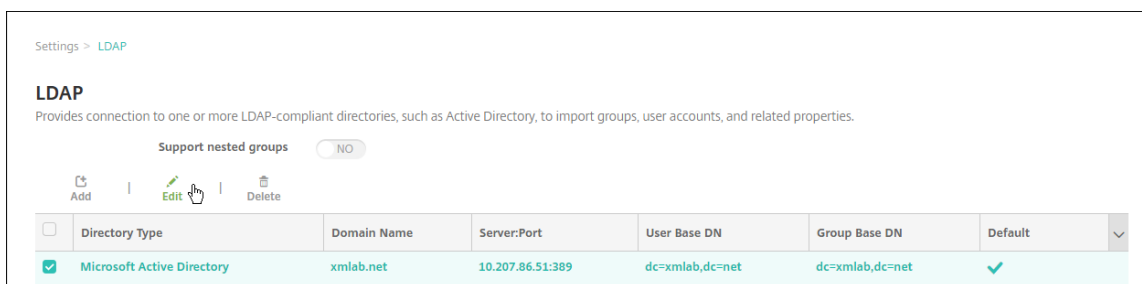 Settings > LDAP
LDAP
Provides connection to one or more LDAP-compliant directories, such as Active Directory, to import groups, user accounts, and related properties.
Support nested groups NO
Add | Edit | Delete
Directory Type Domain Name Server:Port User Base DN Group Base DN Default
Microsoft Active Directory xmlab.net 10.207.86.51:389 dc=xmlab,dc=net dc=xmlab,dc=net